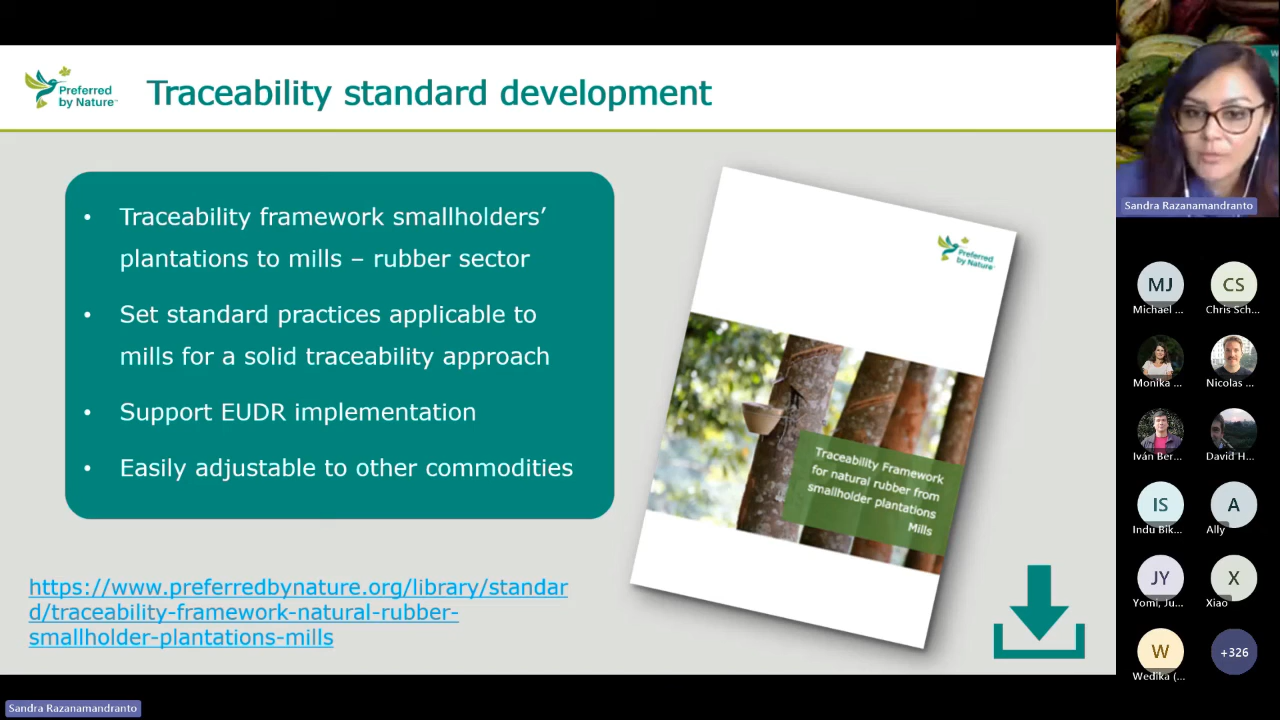 Preferred
by Nature™
Traceability standard development
• Traceability framework smallholders’
plantations to mills – rubber sector
• Set standard practices applicable to
mills for a solid traceability approach
• Support EUDR implementation
• Easily adjustable to other commodities
https://www.preferredbynature.org/library/standar
d/traceability-framework-natural-rubber-
smallholder-plantations-mills
Preferred
by Nature
Traceability Framework
for natural rubber from
smallholder plantations
Mills
Sandra Razanamandranto
W
Sandra Razanamandranto
MJ
Michael ...
CS
Chris Sch...
Monika ...
Nicolas ...
Iván Ber...
David H...
IS
Indu Bik...
A
Ally
JY
Yomi, Ju...
X
Xiao
W
Wedika (...
+326